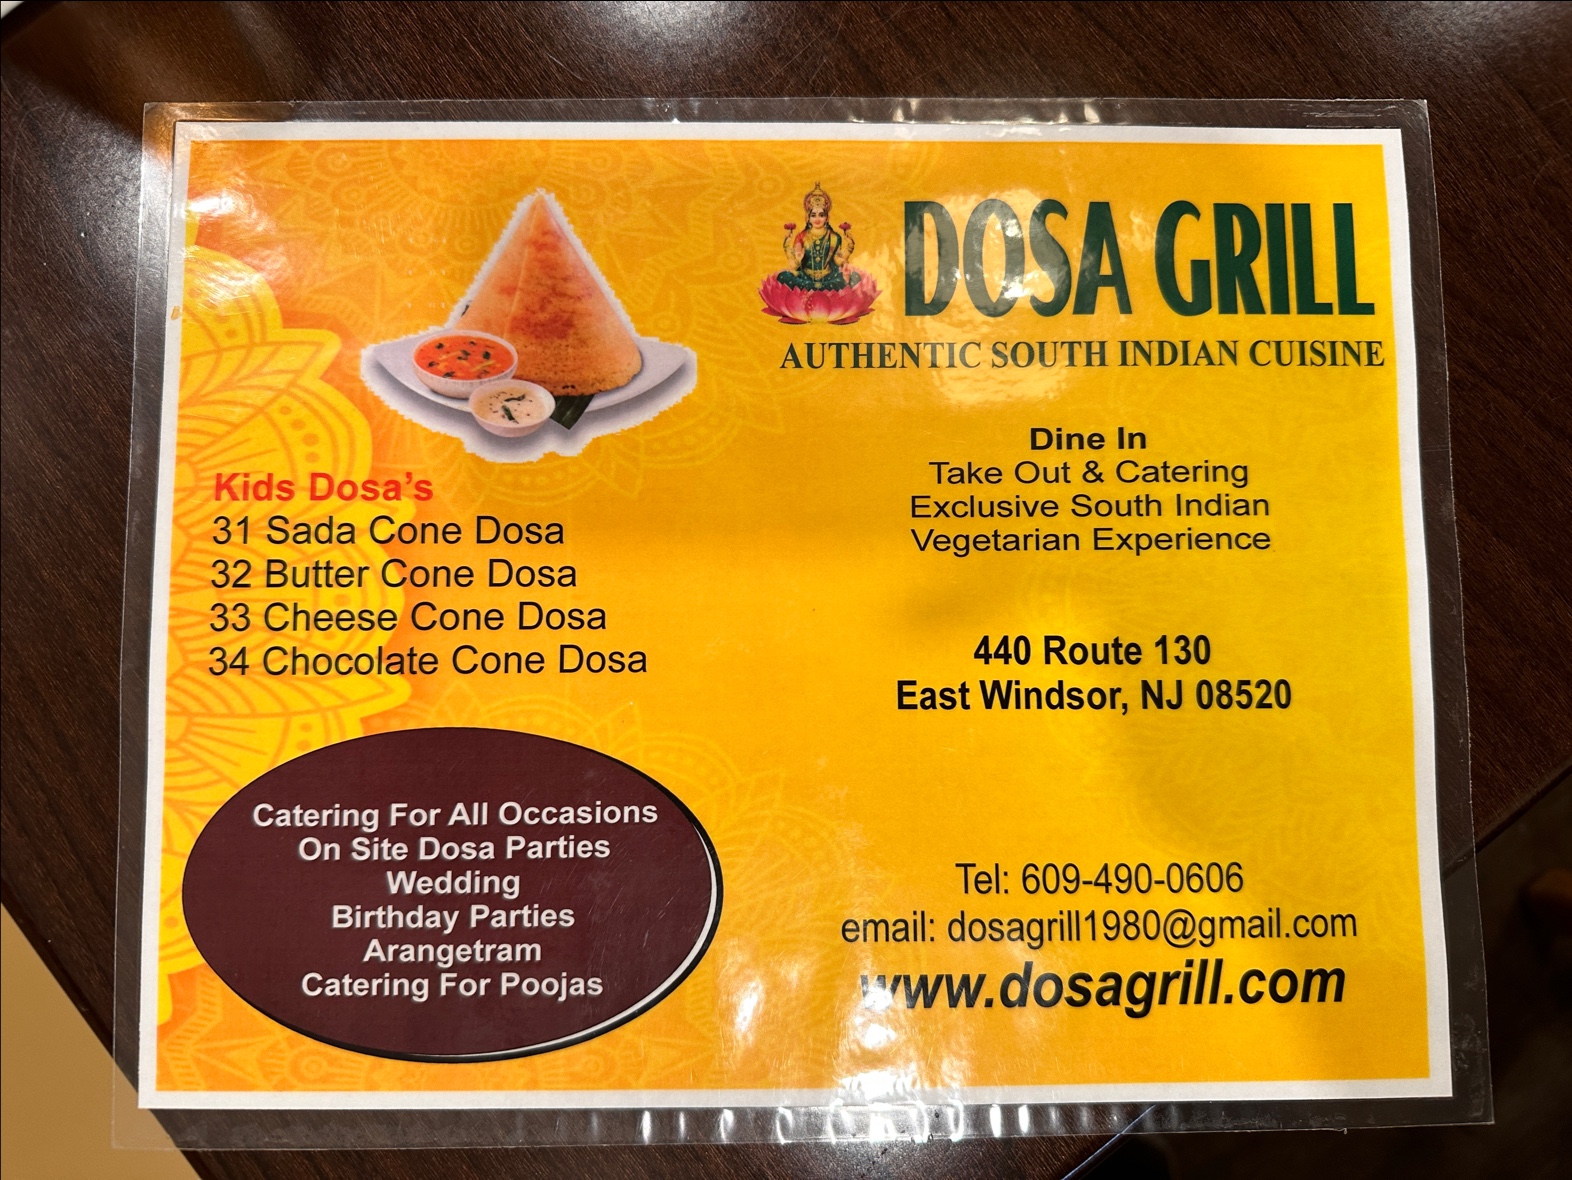 DOSA GRILL
AUTHENTIC SOUTH INDIAN CUISINE
Kids Dosa's
31 Sada Cone Dosa
32 Butter Cone Dosa
33 Cheese Cone Dosa
34 Chocolate Cone Dosa
Catering For All Occasions
On Site Dosa Parties
Wedding
Birthday Parties
Arangetram
Catering For Poojas
Dine In
Take Out & Catering
Exclusive South Indian
Vegetarian Experience
440 Route 130
East Windsor, NJ 08520
Tel: 609-490-0606
email: dosagrill1980@gmail.com
www.dosagrill.com